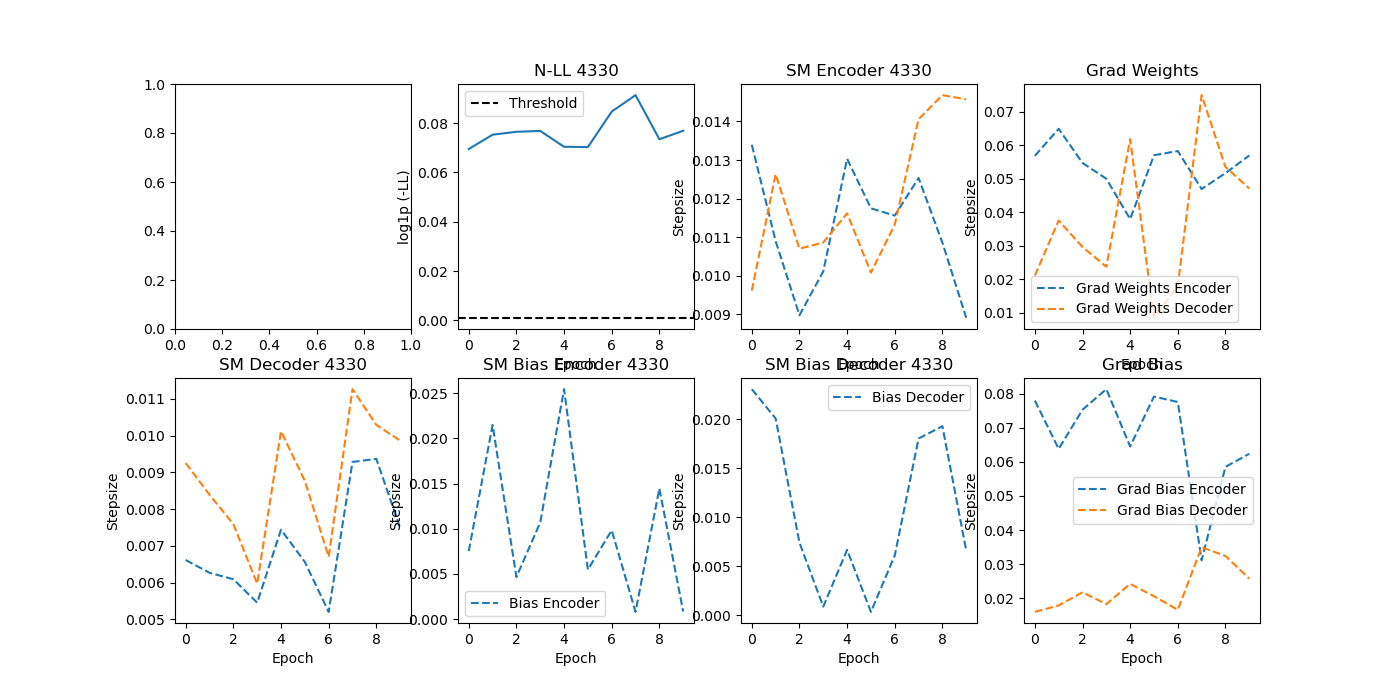 N-LL 4330
SM Encoder 4330
Grad Weights
1.0
0.8
0.6
0.4
0.2
0.0
0.0 0.2 0.4 0.6 0.8 1.0
log1p (-LL)
0.08
0.06
0.04
0.02
0.00
Threshold
0 2 4 6 8
Epoch
Stepsize
0.014
0.013
0.012
0.011
0.010
0.009
0 2 4 6 8
Epoch
Stepsize
0.07
0.06
0.05
0.04
0.03
0.02
0.01
Grad Weights Encoder
Grad Weights Decoder
0 2 4 6 8
Epoch
SM Decoder 4330
SM Bias Encoder 4330
SM Bias Decoder 4330
Grad Bias
Stepsize
0.011
0.010
0.009
0.008
0.007
0.006
0.005
0 2 4 6 8
Epoch
Stepsize
0.025
0.020
0.015
0.010
0.005
0.000
Bias Encoder
0 2 4 6 8
Epoch
Stepsize
0.020
0.015
0.010
0.005
0.000
Bias Decoder
0 2 4 6 8
Epoch
Stepsize
0.08
0.07
0.06
0.05
0.04
0.03
0.02
Grad Bias Encoder
Grad Bias Decoder
0 2 4 6 8
Epoch